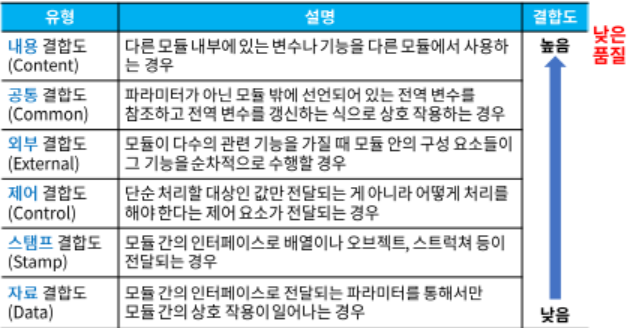 유형 설명 결합도
내용 결합도
(Content)
다른 모듈 내부에 있는 변수나 기능을 다른 모듈에서 사용하
는 경우
높음
낮은
품질
공통 결합도
(Common)
파라미터가 아닌 모듈 밖에 선언되어 있는 전역 변수를
참조하고 전역 변수를 갱신하는 식으로 상호 작용하는 경우
외부 결합도
(External)
모듈이 다수의 관련 기능을 가질 때 모듈 안의 구성 요소들이
그 기능을 순차적으로 수행할 경우
제어 결합도
(Control)
단순 처리할 대상인 값만 전달되는 게 아니라 어떻게 처리를
해야 한다는 제어 요소가 전달되는 경우
스탬프 결합도
(Stamp)
모듈 간의 인터페이스로 배열이나 오브젝트, 스트럭쳐 등이
전달되는 경우
자료 결합도
(Data)
모듈 간의 인터페이스로 전달되는 파라미터를 통해서만
모듈 간의 상호 작용이 일어나는 경우
낮음